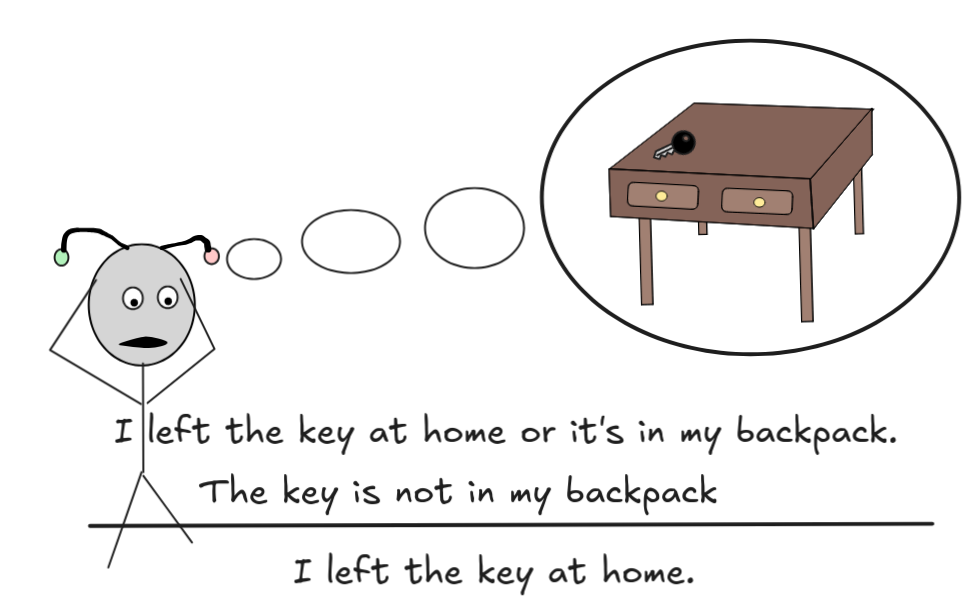 I left the key at home or it's in my backpack.
The key is not in my backpack
I left the key at home.